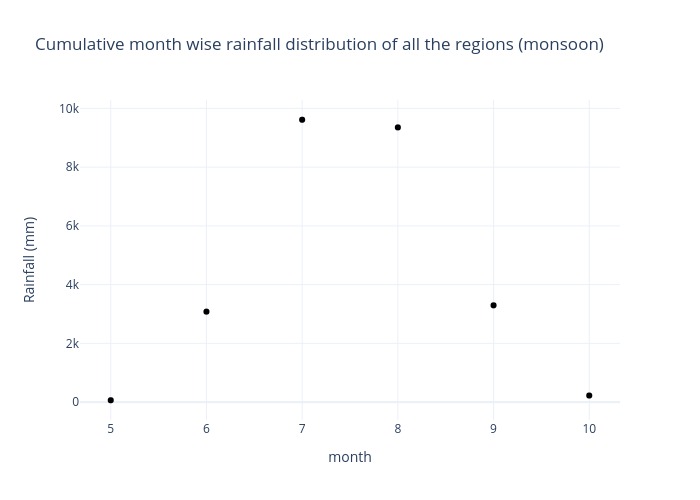 Cumulative month wise rainfall distribution of all the regions (monsoon)
10k
8k
6k
4k
2k
0
Rainfall (mm)
5 6 7 8 9 10
month